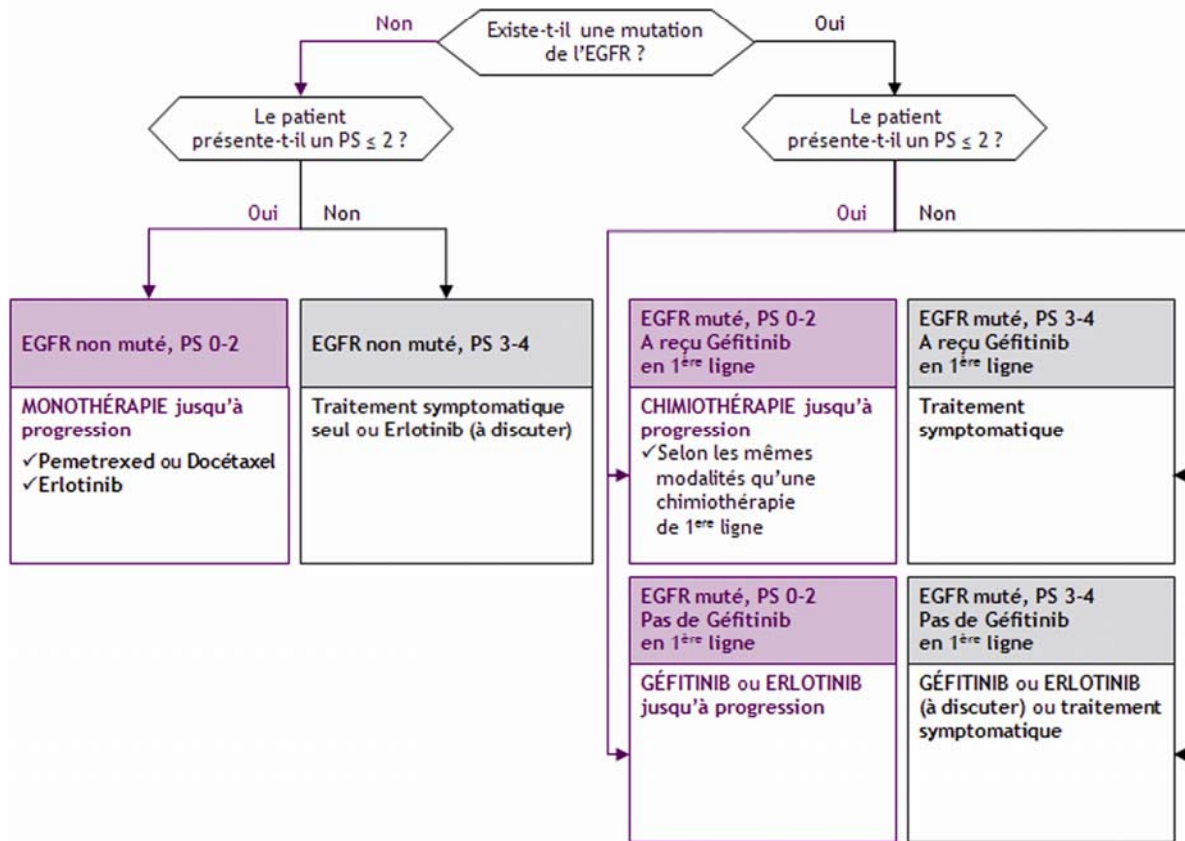 Non
Existe-t-il une mutation
de l'EGFR ?
Oui
Le patient
présente-t-il un PS ≤ 2 ?
Oui
Non
Le patient
présente-t-il un PS ≤ 2 ?
Oui
Non
EGFR non muté, PS 0-2
MONOTHÉRAPIE jusqu'à
progression
✓Pemetrexed ou Docétaxel
✓Erlotinib
EGFR non muté, PS 3-4
Traitement symptomatique
seul ou Erlotinib (à discuter)
EGFR muté, PS 0-2
A reçu Géfitinib
en 1ère ligne
CHIMIOTHÉRAPIE jusqu'à
progression
✓Selon les mêmes
modalités qu'une
chimiothérapie
de 1ere ligne
EGFR muté, PS 3-4
A reçu Géfitinib
en 1ère ligne
Traitement
symptomatique
EGFR muté, PS 0-2
Pas de Géfitinib
en 1ère ligne
GÉFITINIB ou ERLOTINIB
jusqu'à progression
EGFR muté, PS 3-4
Pas de Géfitinib
en 1ère ligne
GÉFITINIB ou ERLOTINIB
(à discuter) ou traitement
symptomatique